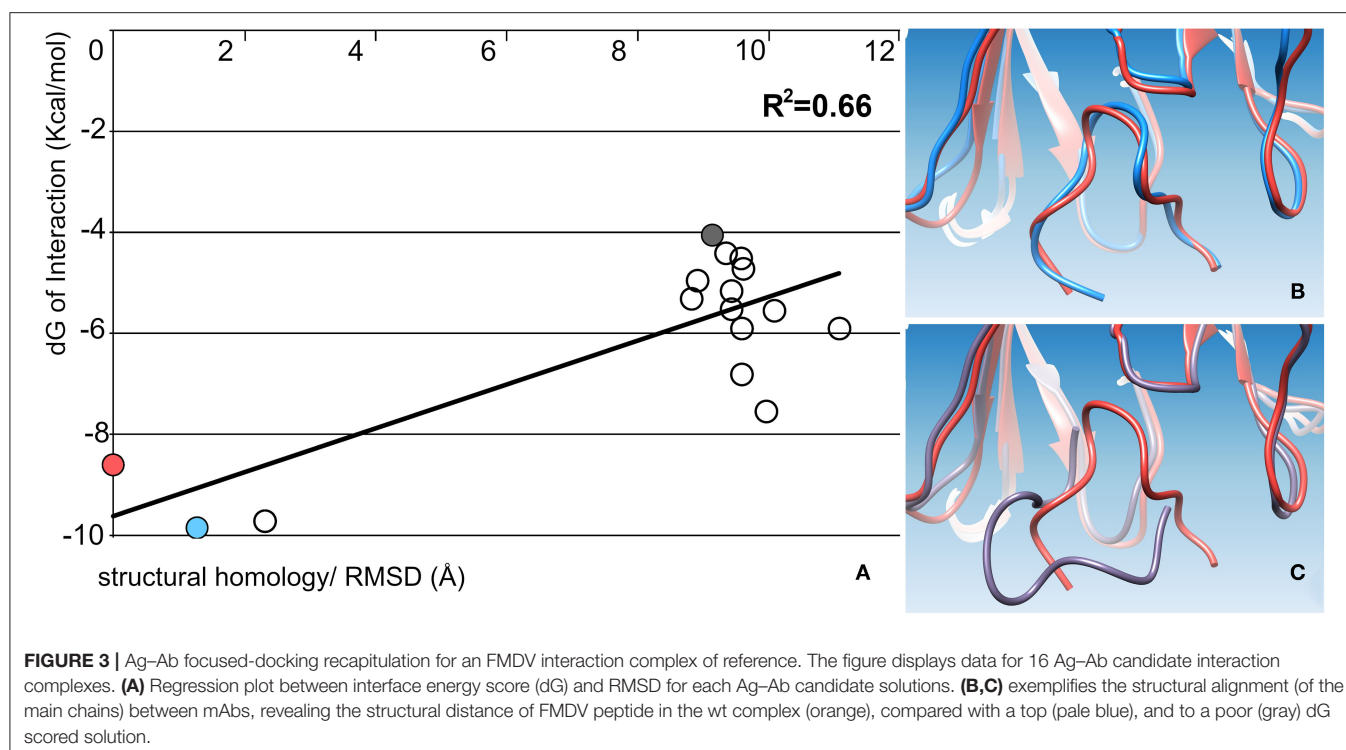 0 2 4 6 8 10 12
R²=0.66
-2
-4
-6
-8
-10
dG of Interaction (Kcal/mol)
structural homology/ RMSD (Å)
A
B
C
FIGURE 3 | Ag–Ab focused-docking recapitulation for an FMDV interaction complex of reference. The figure displays data for 16 Ag–Ab candidate interaction
complexes. (A) Regression plot between interface energy score (dG) and RMSD for each Ag–Ab candidate solutions. (B,C) exemplifies the structural alignment (of the
main chains) between mAbs, revealing the structural distance of FMDV peptide in the wt complex (orange), compared with a top (pale blue), and to a poor (gray) dG
scored solution.